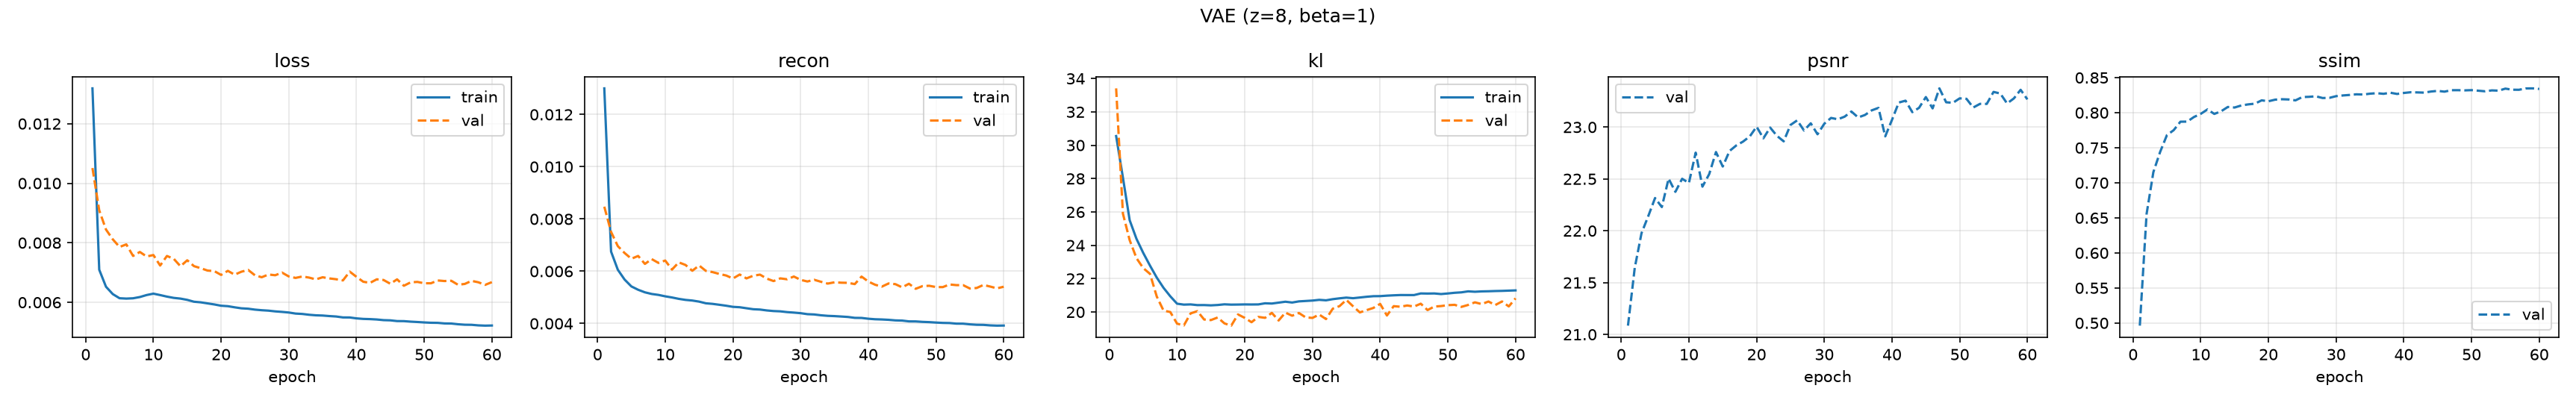 VAE (z=8, beta=1)
loss
train
val
0.012
0.010
0.008
0.006
0 10 20 30 40 50 60
epoch
recon
train
val
0.012
0.010
0.008
0.006
0.004
0 10 20 30 40 50 60
epoch
kl
train
val
34
32
30
28
26
24
22
20
0 10 20 30 40 50 60
epoch
psnr
val
23.0
22.5
22.0
21.5
21.0
0 10 20 30 40 50 60
epoch
ssim
0.85
0.80
0.75
0.70
0.65
0.60
0.55
0.50
val
0 10 20 30 40 50 60
epoch